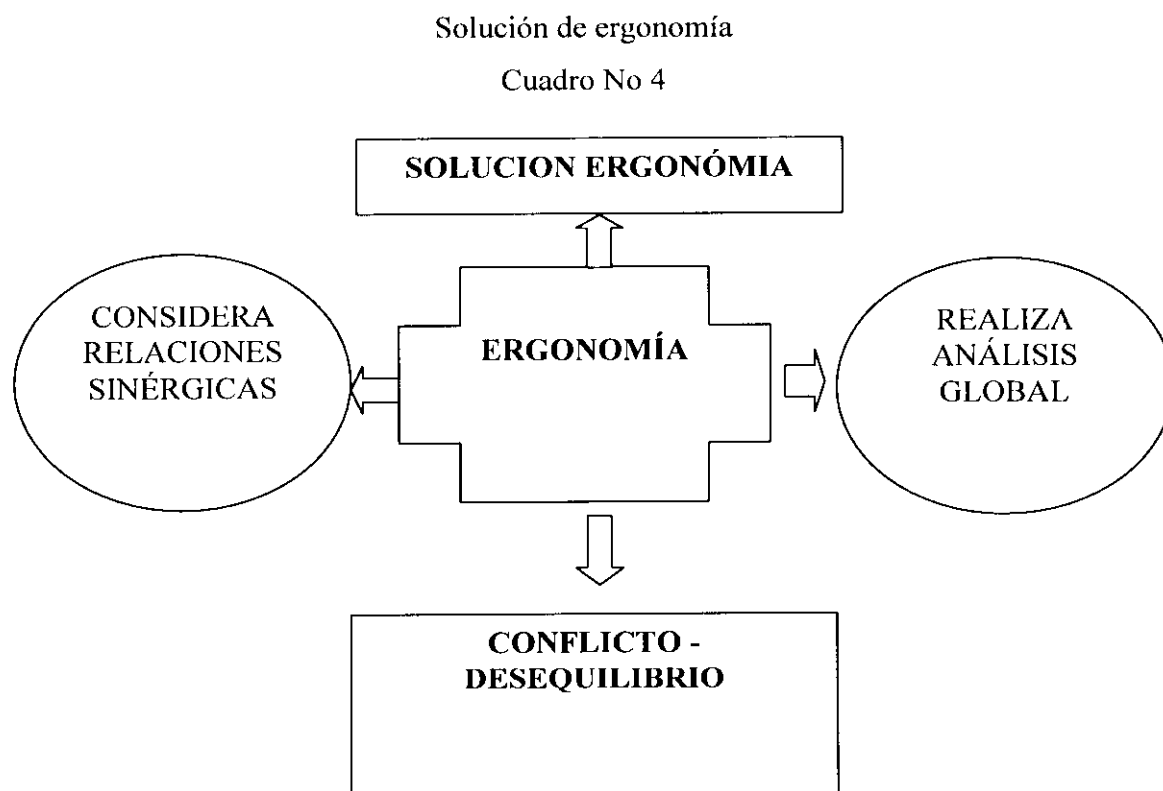 Solución de ergonomía
Cuadro No 4
SOLUCION ERGONÓMIA
CONSIDERA
RELACIONES
SINÉRGICAS
ERGONOMÍA
REALIZA
ANÁLISIS
GLOBAL
CONFLICTO -
DESEQUILIBRIO